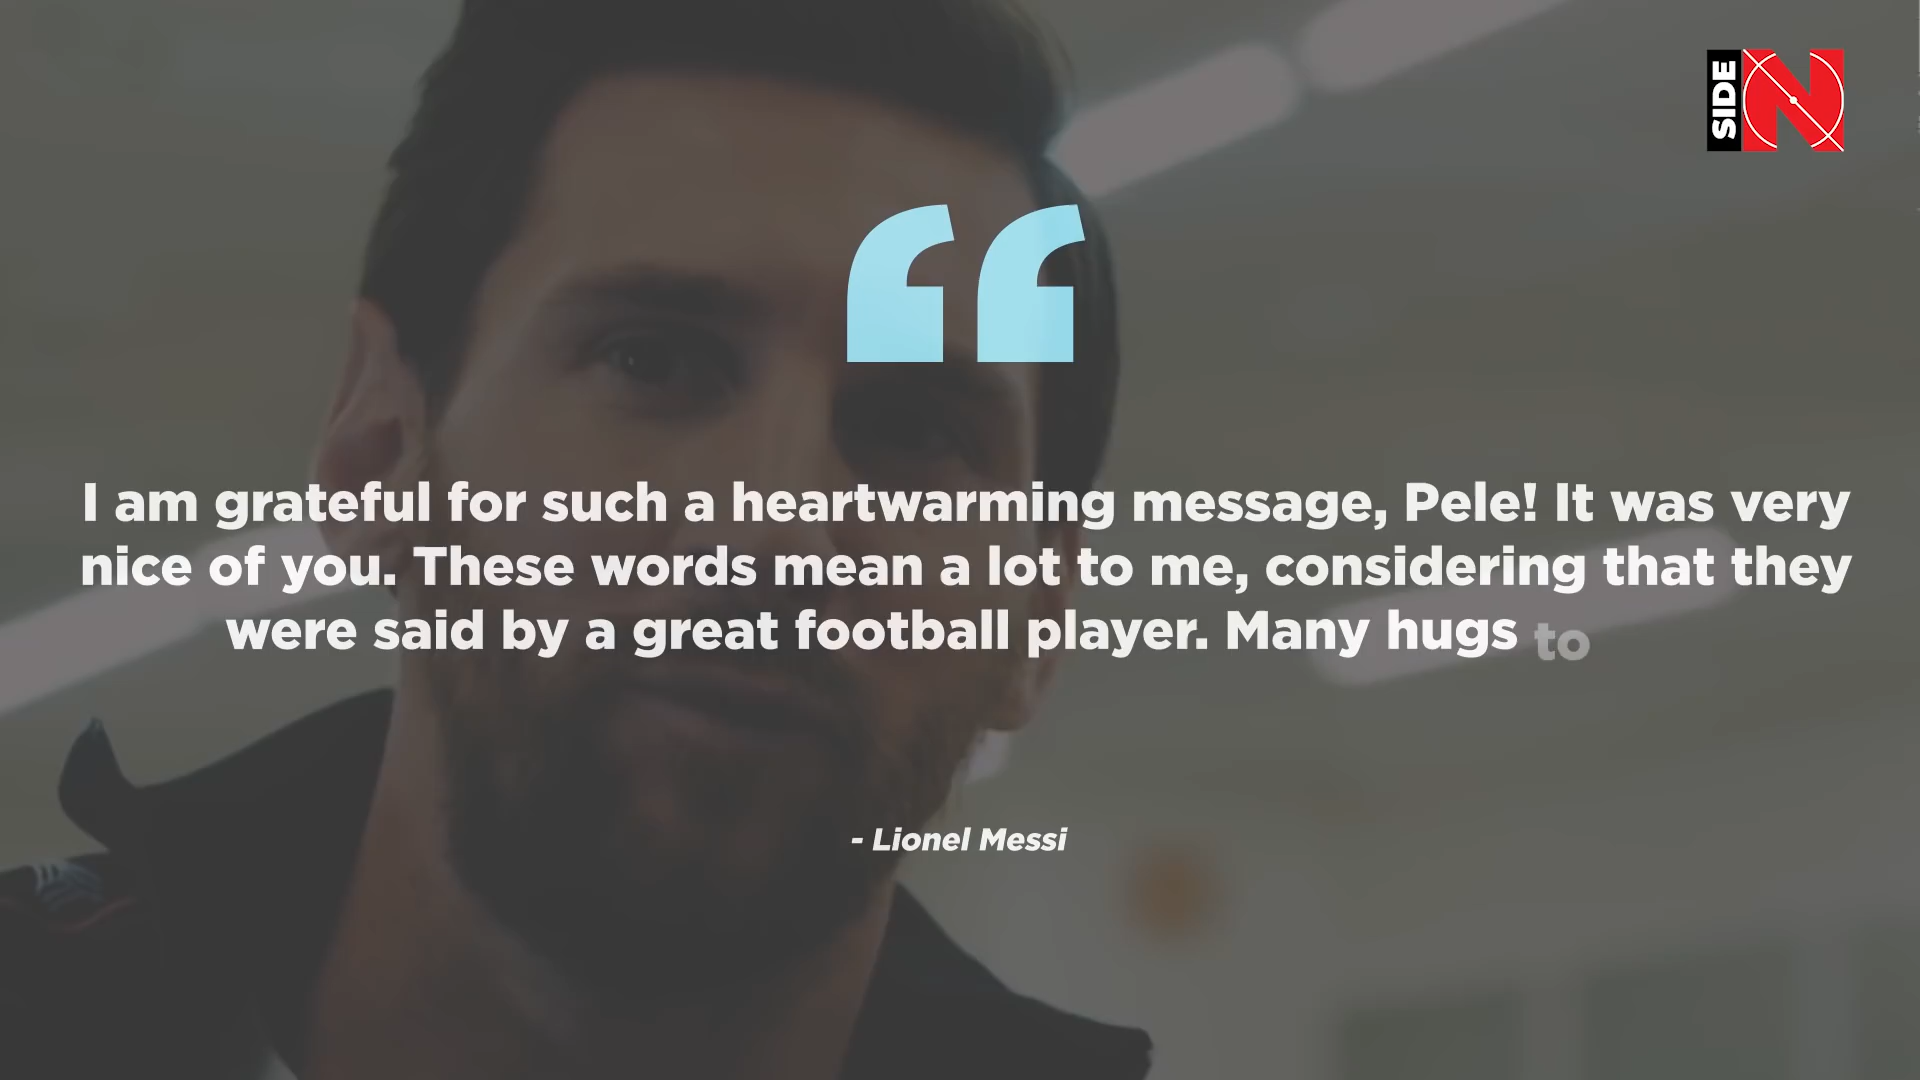 SIDE N
I am grateful for such a heartwarming message, Pele! It was very
nice of you. These words mean a lot to me, considering that they
were said by a great football player. Many hugs to
- Lionel Messi